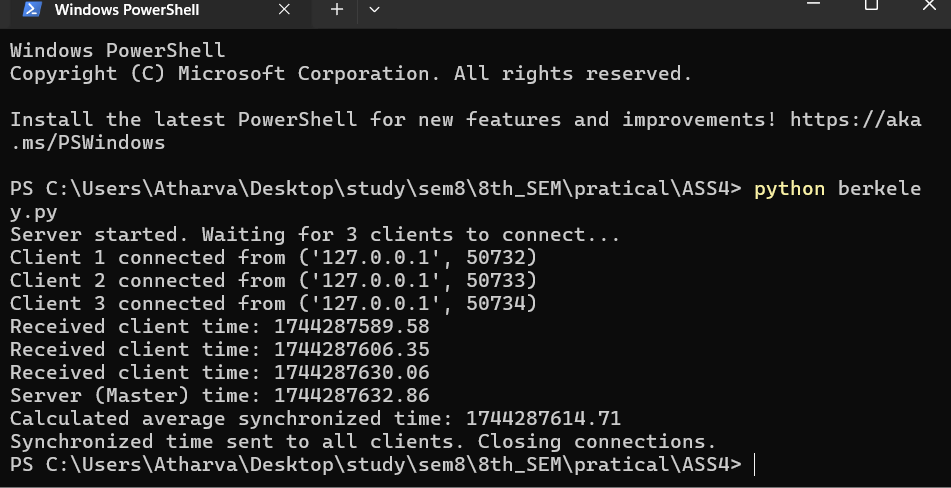 Windows PowerShell
Windows PowerShell
Copyright (C) Microsoft Corporation. All rights reserved.
Install the latest PowerShell for new features and improvements! https://aka
.ms/PSWindows
PS C:\Users\Atharva\Desktop\study\sem8\8th_SEM\pratical\ASS4> python berkele
y.py
Server started. Waiting for 3 clients to connect...
Client 1 connected from ('127.0.0.1', 50732)
Client 2 connected from ('127.0.0.1', 50733)
Client 3 connected from ('127.0.0.1', 50734)
Received client time: 1744287589.58
Received client time: 1744287606.35
Received client time: 1744287630.06
Server (Master) time: 1744287632.86
Calculated average synchronized time: 1744287614.71
Synchronized time sent to all clients. Closing connections.
PS C:\Users\Atharva\Desktop\study\sem8\8th_SEM\pratical\ASS4>